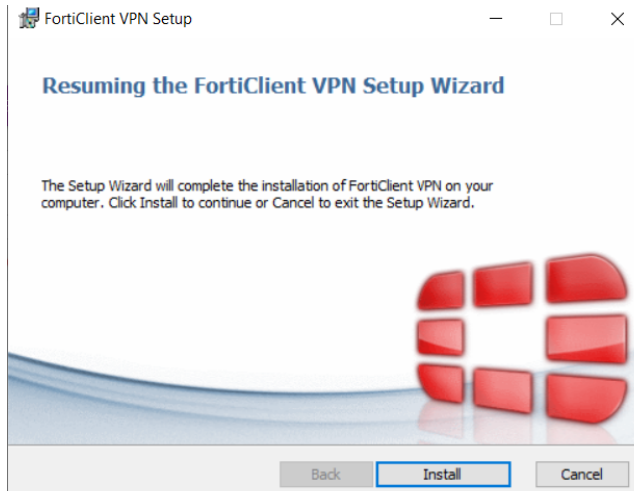 FortiClient VPN Setup
Resuming the FortiClient VPN Setup Wizard
The Setup Wizard will complete the installation of FortiClient VPN on your
computer. Click Install to continue or Cancel to exit the Setup Wizard.
Back Install Cancel